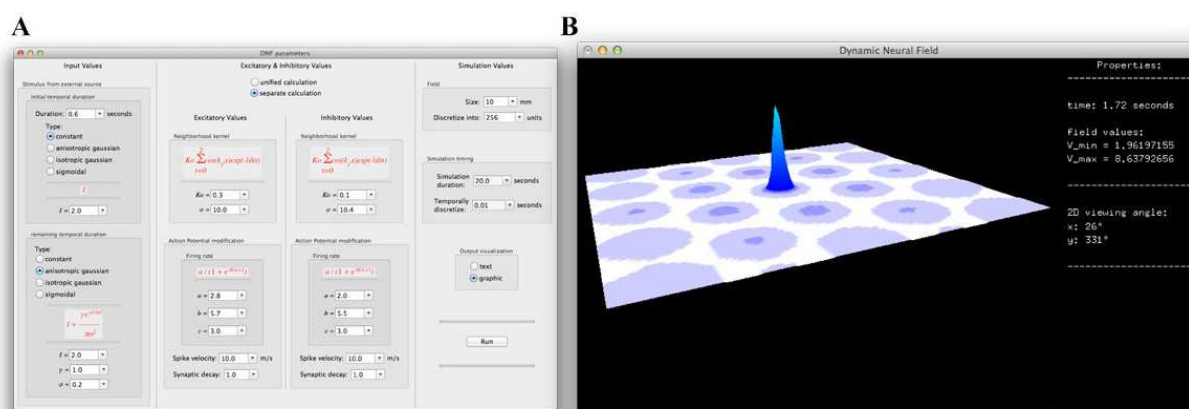 A
B
DNF parameters
Input Values
Stimulus from external source
Initial temporal duration
Duration: 0.6 seconds
Type:
constant
anisotropic gaussian
isotropic gaussian
sigmoidal
I
I = 2.0
remaining temporal duration
Type:
constant
anisotropic gaussian
isotropic gaussian
sigmoidal
I = 2.0
γ = 1.0
σ = 0.2
Excitatory & Inhibitory Values
unified calculation
separate calculation
Excitatory Values
Neighborhood kernel
Ko = 0.3
σ = 10.0
Action Potential modification
Firing rate
a = 2.8
b = 5.7
c = 3.0
Spike velocity: 10.0 m/s
Synaptic decay: 1.0
Inhibitory Values
Neighborhood kernel
Ko = 0.1
σ = 10.4
Action Potential modification
Firing rate
a = 2.0
b = 5.5
c = 3.0
Spike velocity: 10.0 m/s
Synaptic decay: 1.0
Simulation Values
Field
Size: 10 mm
Discretize into: 256 units
Simulation timing
Simulation
duration: 20.0 seconds
Temporally
discretize: 0.01 seconds
Output visualization
text
graphic
Run
Dynamic Neural Field
Properties:
time: 1.72 seconds
Field values:
V_min = 1,96197155
V_max = 8,63792656
2D viewing angle:
x: 26°
y: 331°